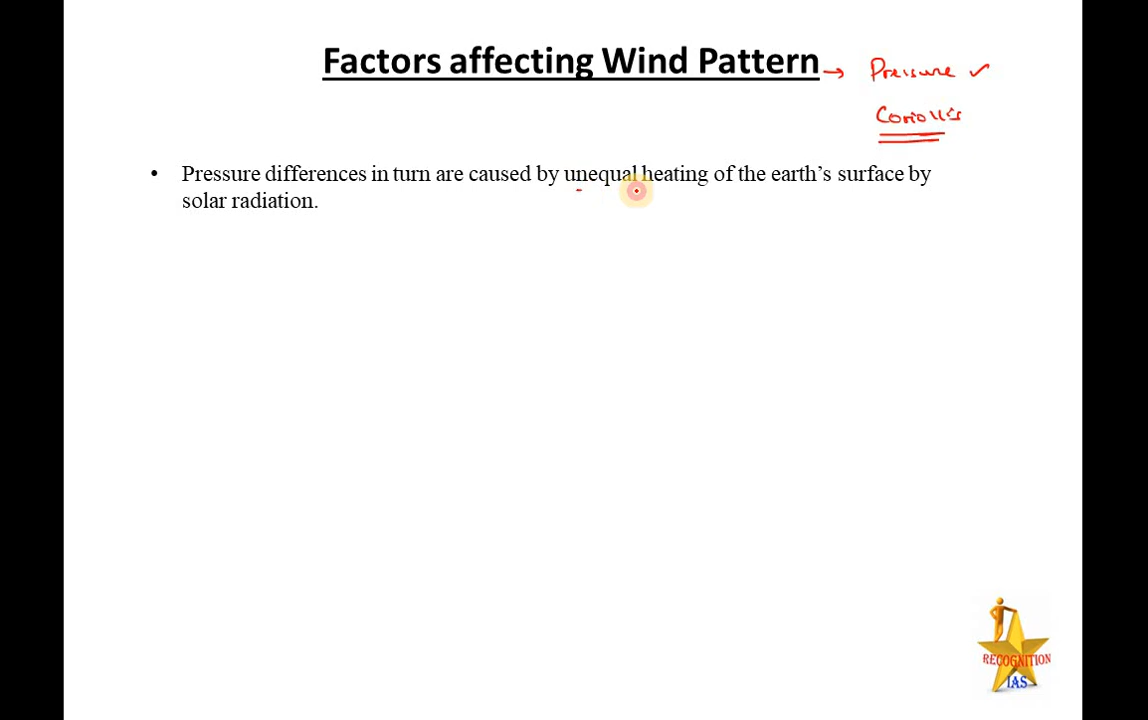 Factors affecting Wind Pattern → Pressure ✓
Coriollis
• Pressure differences in turn are caused by unequal heating of the earth's surface by
solar radiation.
RECOGNITION
IAS